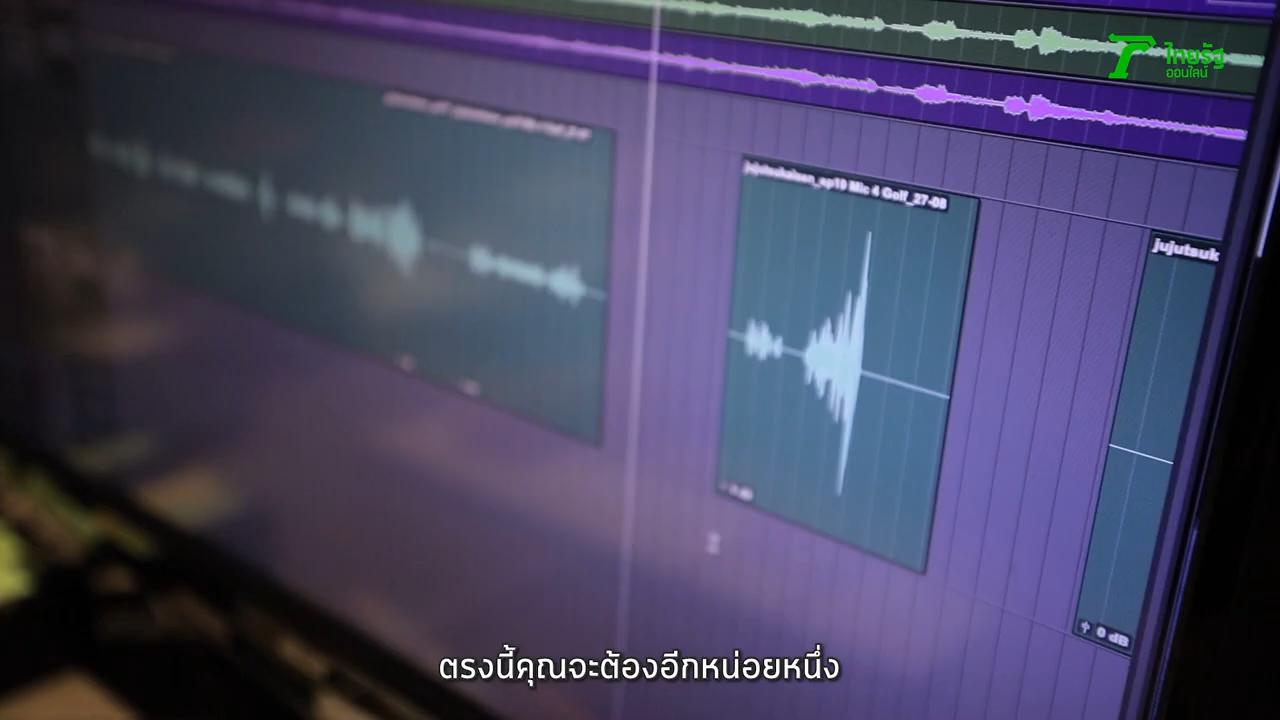 ไทยรัฐ
ออนไลน์
jujutsukaisen_ep19 Mic 4 Golf_27-08
jujutsuk
0 dB
ตรงนี้คุณจะต้องอีกหน่อยหนึ่ง